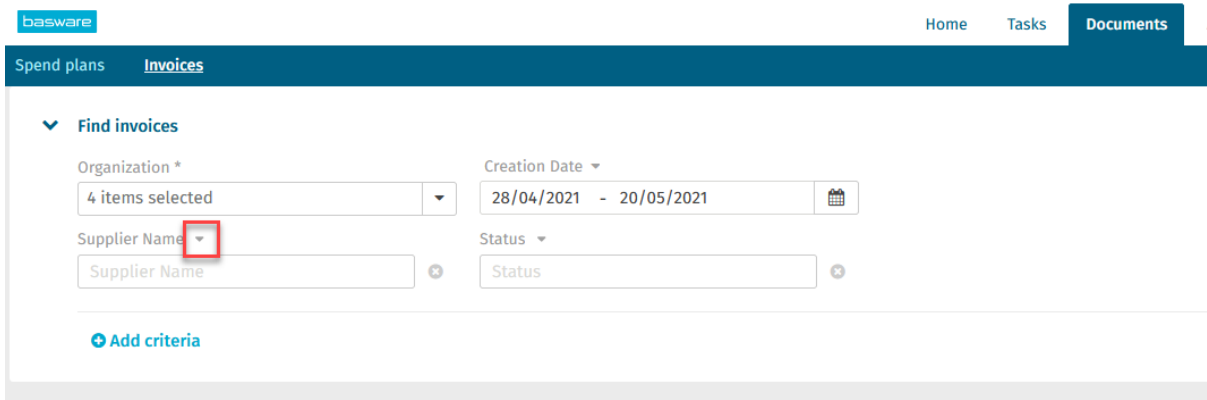 basware
Home Tasks Documents
Spend plans Invoices
Find invoices
Organization *
Creation Date
4 items selected
28/04/2021 - 20/05/2021
Supplier Name
Status
Supplier Name
Status
Add criteria